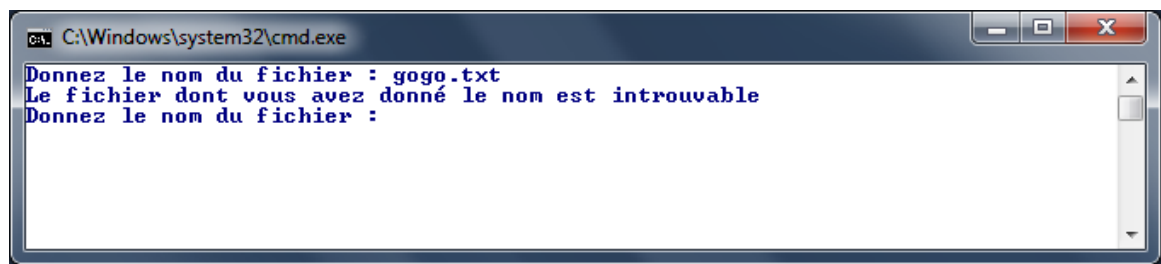 C:\Windows\system32\cmd.exe
Donnez le nom du fichier : gogo.txt
Le fichier dont vous avez donné le nom est introuvable
Donnez le nom du fichier :